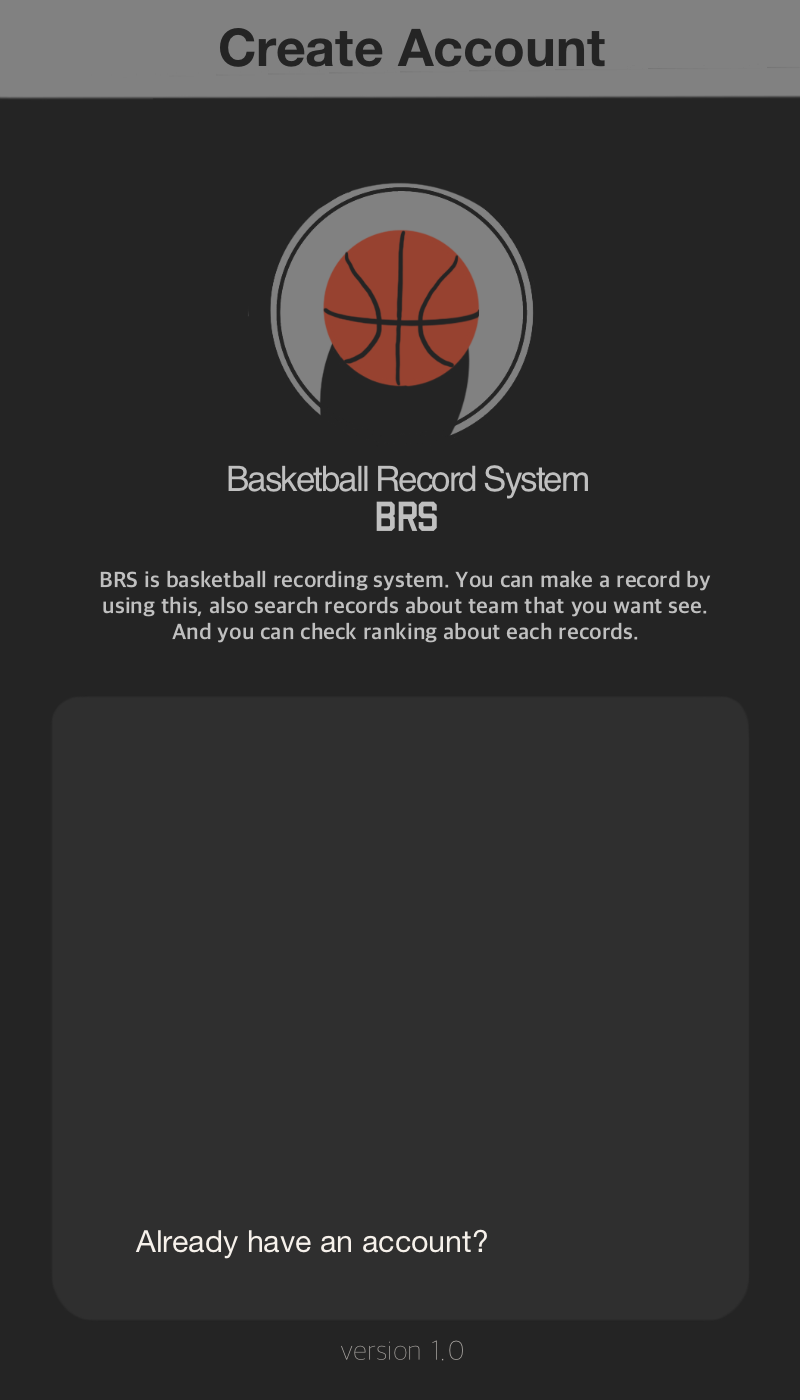 Create Account
Basketball Record System
BRS
BRS is basketball recording system. You can make a record by
using this, also search records about team that you want see.
And you can check ranking about each records.
Already have an account?
version 1.0